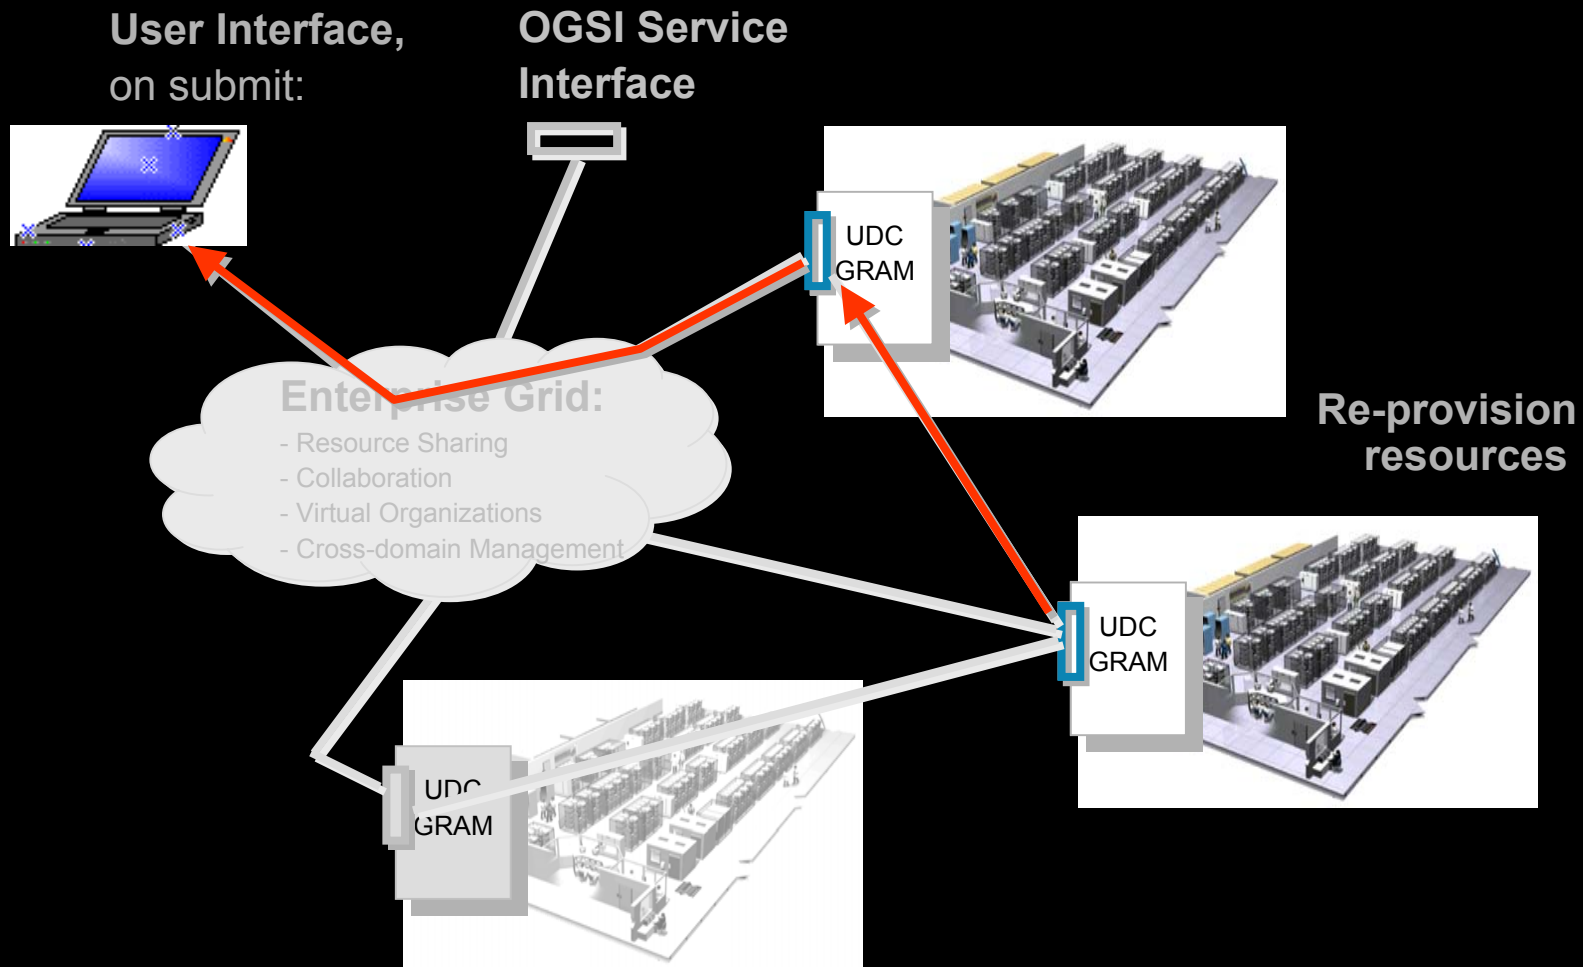 User Interface,
on submit:
OGSI Service
Interface
UDC
GRAM
Enterprise Grid:
- Resource Sharing
- Collaboration
- Virtual Organizations
- Cross-domain Management
Re-provision
resources
UDC
GRAM
UDC
GRAM